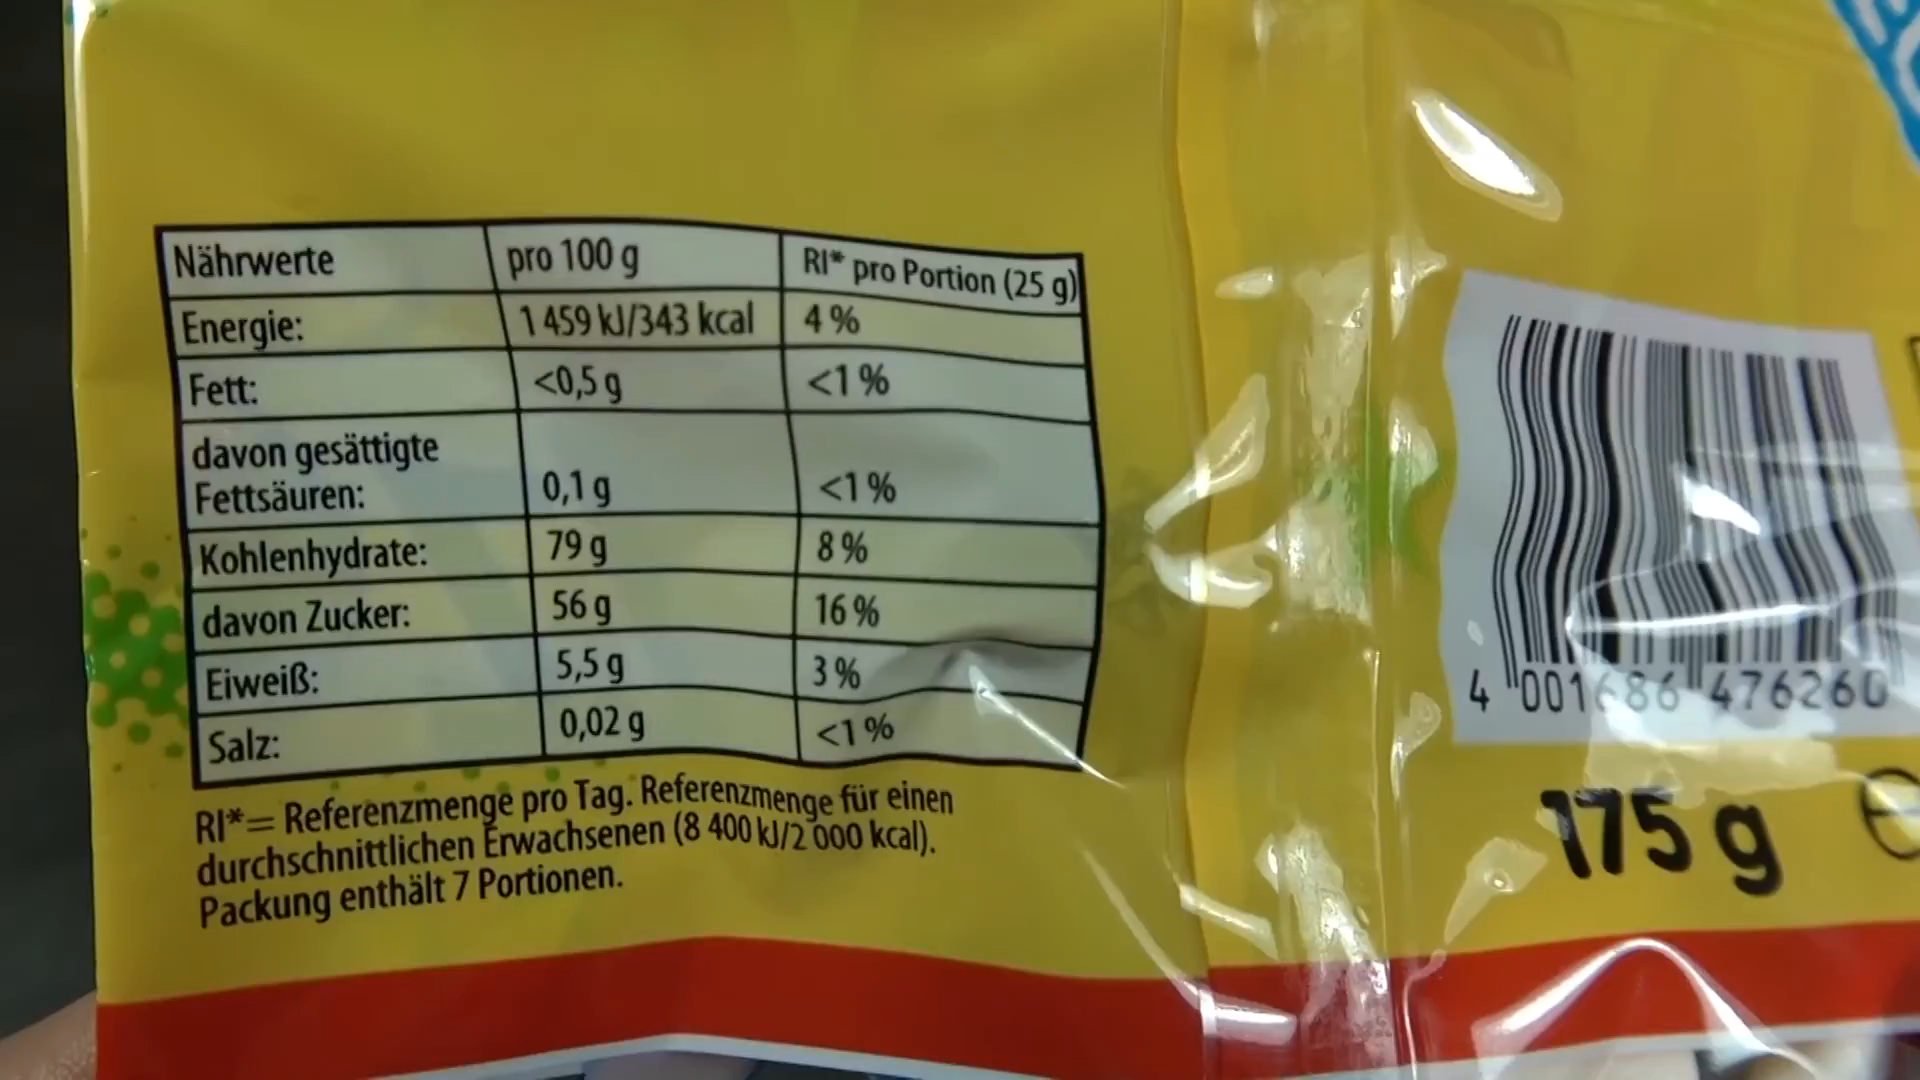 Nährwerte pro 100 g RI* pro Portion (25 g)
Energie: 1 459 kJ/343 kcal 4 %
Fett: <0,5 g <1 %
davon gesättigte
Fettsäuren: 0,1 g <1 %
Kohlenhydrate: 79 g 8 %
davon Zucker: 56 g 16 %
Eiweiß: 5,5 g 3 %
Salz: 0,02 g <1 %
RI*= Referenzmenge pro Tag. Referenzmenge für einen
durchschnittlichen Erwachsenen (8 400 kJ/2 000 kcal).
Packung enthält 7 Portionen.
4 001686 476260
175 g ℮